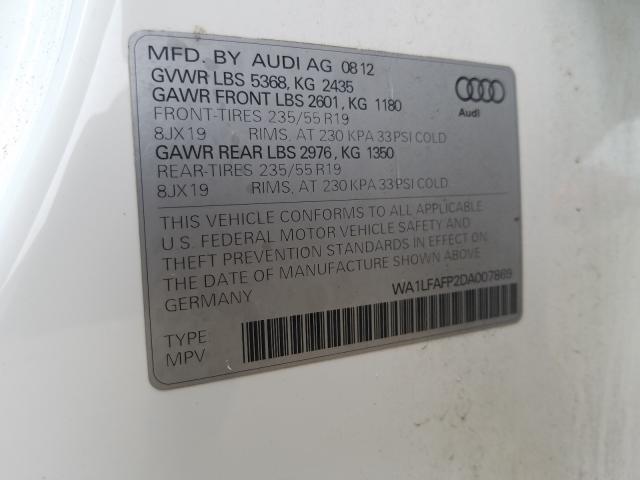 MFD. BY AUDI AG 0812
GVWR LBS 5368, KG 2435
GAWR FRONT LBS 2601, KG 1180
FRONT-TIRES 235/55 R19
8JX19 RIMS, AT 230 KPA 33 PSI COLD
GAWR REAR LBS 2976, KG 1350
REAR-TIRES 235/55 R19
8JX19 RIMS, AT 230 KPA 33 PSI COLD
Audi
THIS VEHICLE CONFORMS TO ALL APPLICABLE
U.S. FEDERAL MOTOR VEHICLE SAFETY AND
THEFT PREVENTION STANDARDS IN EFFECT ON
THE DATE OF MANUFACTURE SHOWN ABOVE
GERMANY
WA1LFAFP2DA007869
TYPE
MPV